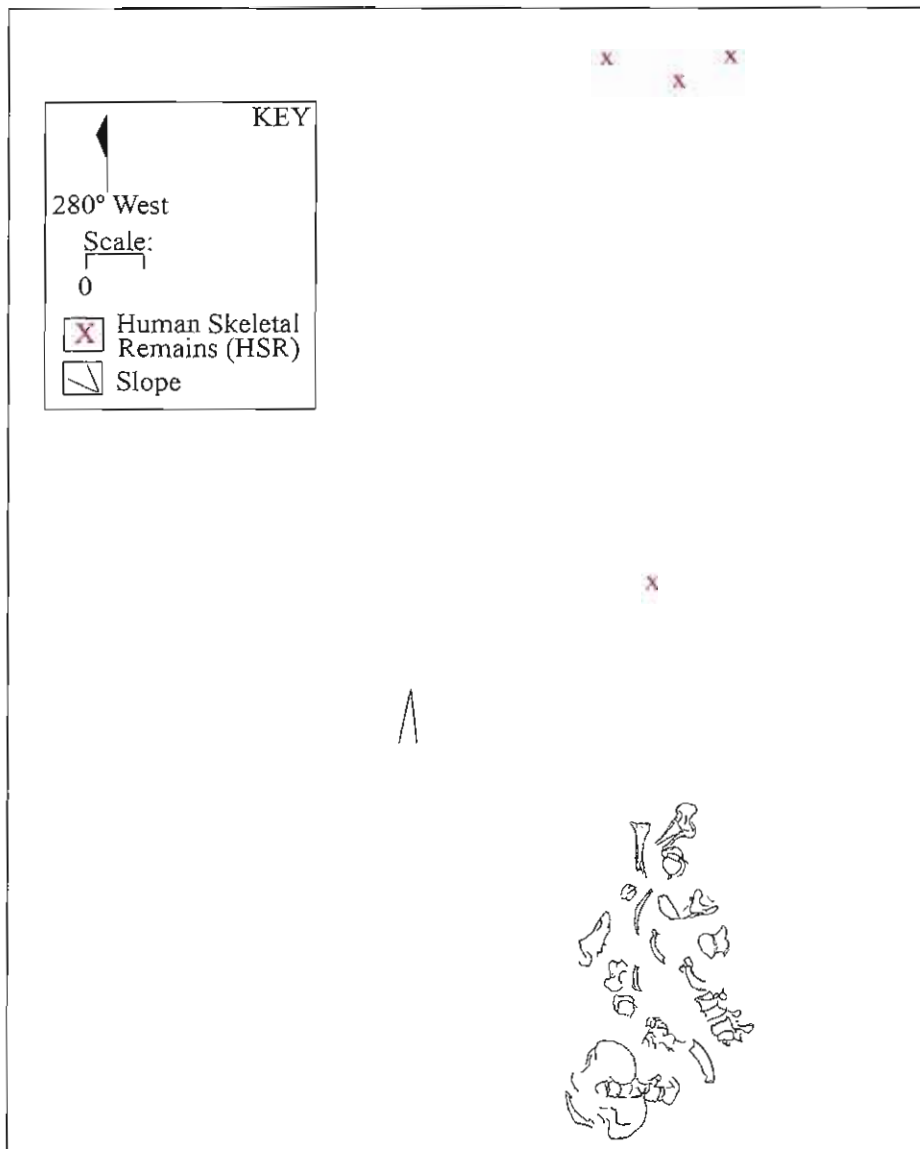 X X
X
KEY
280° West
Scale:
0
X Human Skeletal
Remains (HSR)
Slope
X